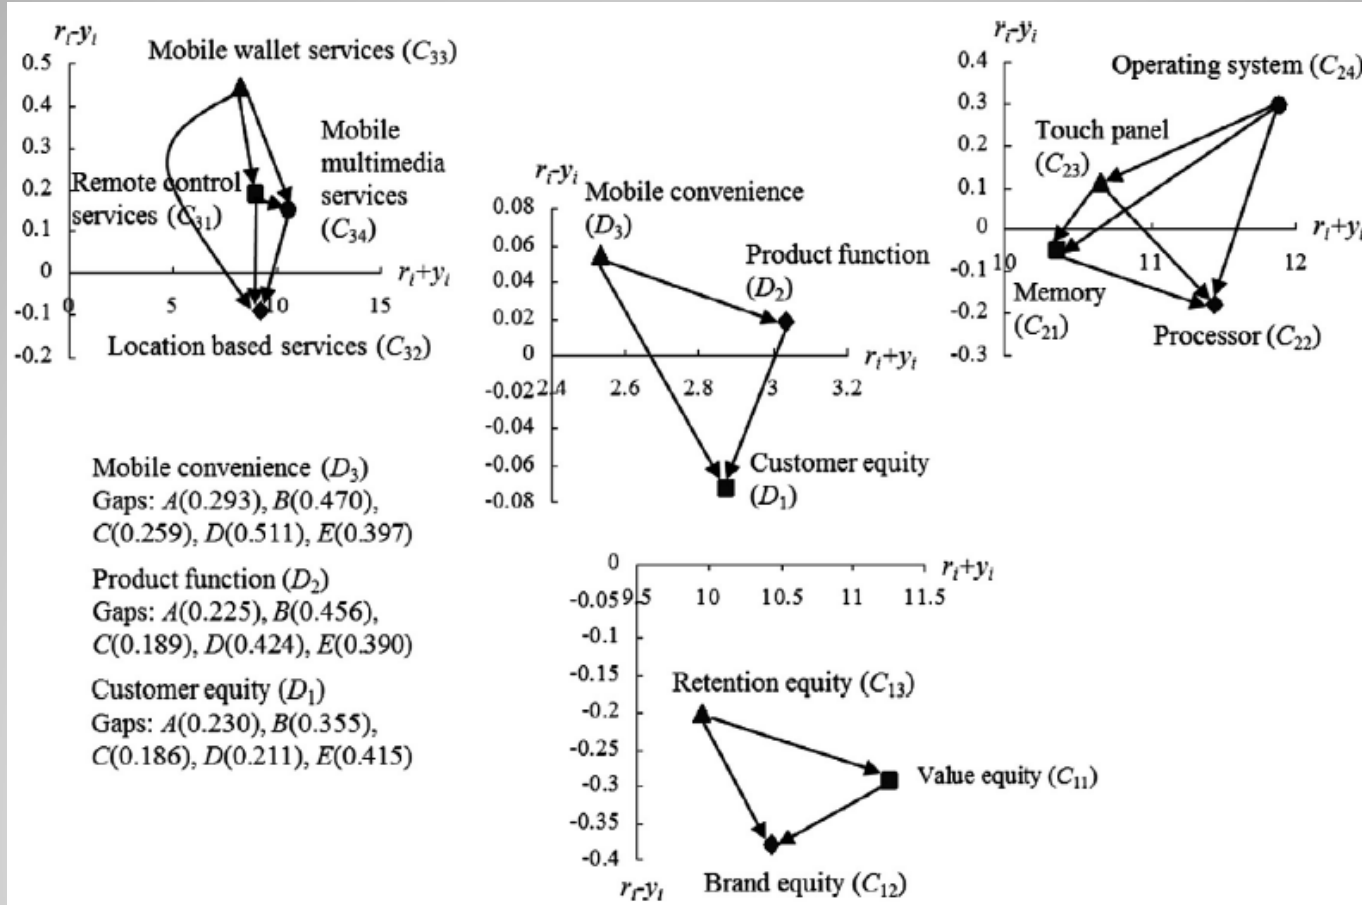 rᵢ-yᵢ
Mobile wallet services (C₃₃)
0.5
0.4
0.3
0.2
0.1
0
-0.1
-0.2
Mobile
multimedia
services
(C₃₄)
Remote control
services (C₃₁)
rᵢ+yᵢ
0 5 10 15
Location based services (C₃₂)
rᵢ-yᵢ
Mobile convenience
(D₃)
Product function
(D₂)
0.08
0.06
0.04
0.02
0
-0.02
-0.04
-0.06
-0.08
rᵢ+yᵢ
2.4 2.6 2.8 3 3.2
Customer equity
(D₁)
rᵢ-yᵢ
Operating system (C₂₄)
0.4
0.3
0.2
0.1
0
-0.1
-0.2
-0.3
Touch panel
(C₂₃)
rᵢ+yᵢ
10 11 12
Memory
(C₂₁)
Processor (C₂₂)
Mobile convenience (D₃)
Gaps: A(0.293), B(0.470),
C(0.259), D(0.511), E(0.397)
Product function (D₂)
Gaps: A(0.225), B(0.456),
C(0.189), D(0.424), E(0.390)
Customer equity (D₁)
Gaps: A(0.230), B(0.355),
C(0.186), D(0.211), E(0.415)
0
-0.05
-0.1
-0.15
-0.2
-0.25
-0.3
-0.35
-0.4
rᵢ+yᵢ
9.5 10 10.5 11 11.5
Retention equity (C₁₃)
Value equity (C₁₁)
Brand equity (C₁₂)
rᵢ-yᵢ